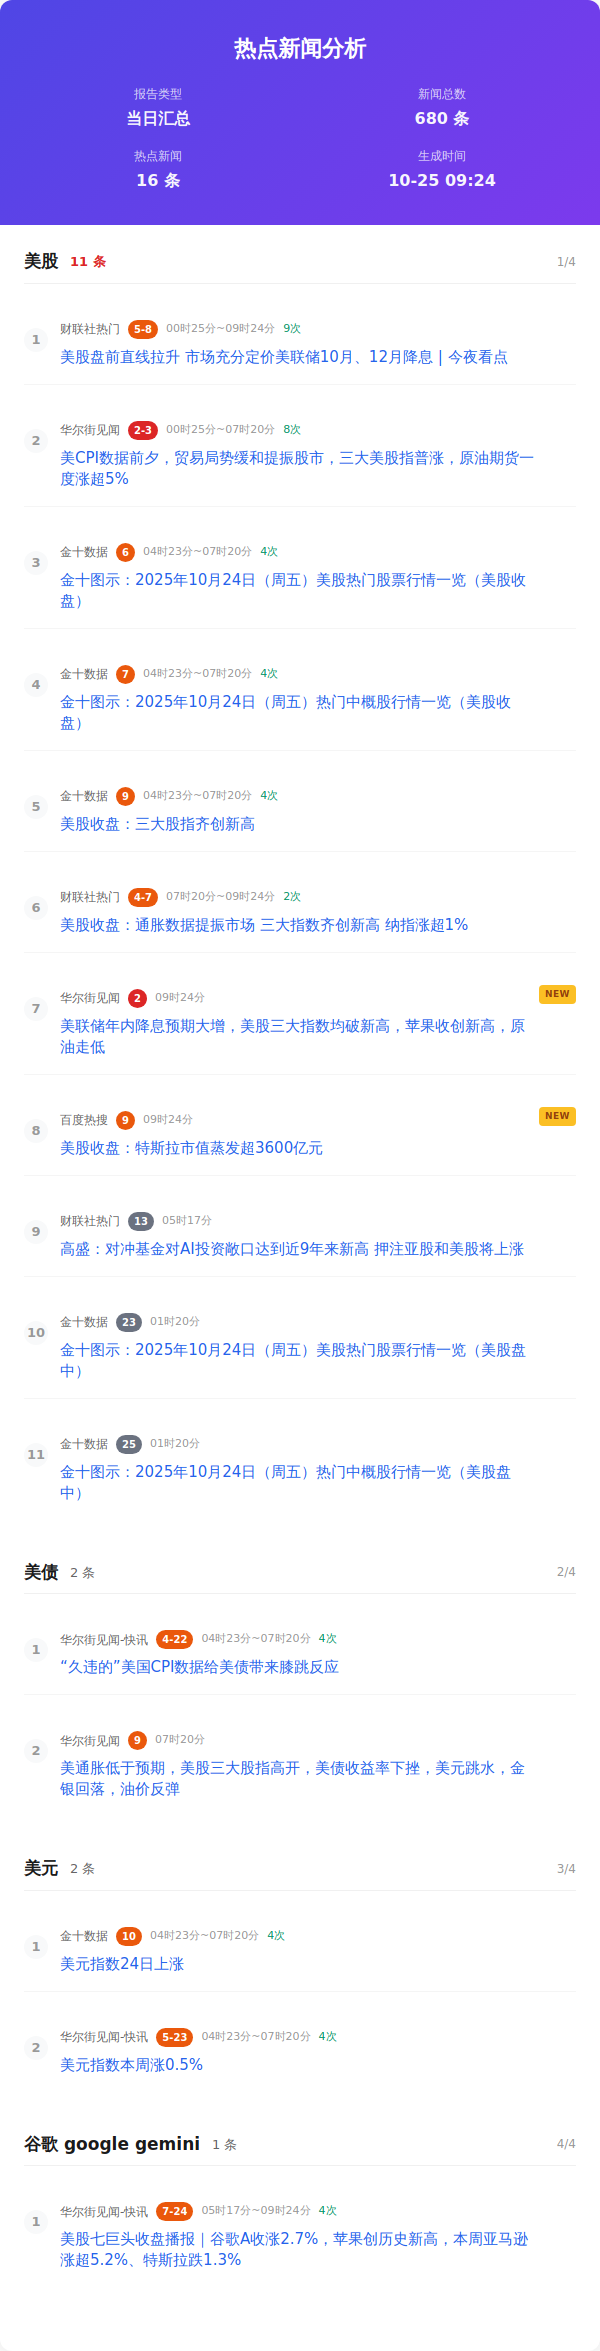 热点新闻分析
报告类型
当日汇总
新闻总数
680 条
热点新闻
16 条
生成时间
10-25 09:24
美股 11 条 1/4
1
财联社热门 5-8 00时25分~09时24分 9次
美股盘前直线拉升 市场充分定价美联储10月、12月降息 | 今夜看点
2
华尔街见闻 2-3 00时25分~07时20分 8次
美CPI数据前夕，贸易局势缓和提振股市，三大美股指普涨，原油期货一
度涨超5%
3
金十数据 6 04时23分~07时20分 4次
金十图示：2025年10月24日（周五）美股热门股票行情一览（美股收
盘）
4
金十数据 7 04时23分~07时20分 4次
金十图示：2025年10月24日（周五）热门中概股行情一览（美股收
盘）
5
金十数据 9 04时23分~07时20分 4次
美股收盘：三大股指齐创新高
6
财联社热门 4-7 07时20分~09时24分 2次
美股收盘：通胀数据提振市场 三大指数齐创新高 纳指涨超1%
7
华尔街见闻 2 09时24分 NEW
美联储年内降息预期大增，美股三大指数均破新高，苹果收创新高，原
油走低
8
百度热搜 9 09时24分 NEW
美股收盘：特斯拉市值蒸发超3600亿元
9
财联社热门 13 05时17分
高盛：对冲基金对AI投资敞口达到近9年来新高 押注亚股和美股将上涨
10
金十数据 23 01时20分
金十图示：2025年10月24日（周五）美股热门股票行情一览（美股盘
中）
11
金十数据 25 01时20分
金十图示：2025年10月24日（周五）热门中概股行情一览（美股盘
中）
美债 2 条 2/4
1
华尔街见闻-快讯 4-22 04时23分~07时20分 4次
“久违的”美国CPI数据给美债带来膝跳反应
2
华尔街见闻 9 07时20分
美通胀低于预期，美股三大股指高开，美债收益率下挫，美元跳水，金
银回落，油价反弹
美元 2 条 3/4
1
金十数据 10 04时23分~07时20分 4次
美元指数24日上涨
2
华尔街见闻-快讯 5-23 04时23分~07时20分 4次
美元指数本周涨0.5%
谷歌 google gemini 1 条 4/4
1
华尔街见闻-快讯 7-24 05时17分~09时24分 4次
美股七巨头收盘播报｜谷歌A收涨2.7%，苹果创历史新高，本周亚马逊
涨超5.2%、特斯拉跌1.3%